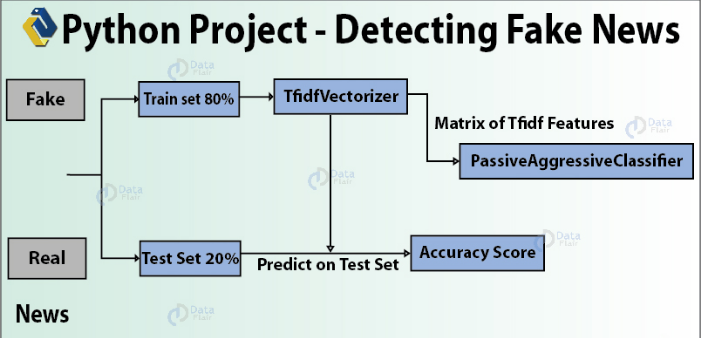 Python Project - Detecting Fake News
Fake
Train set 80%
TfidfVectorizer
Matrix of Tfidf Features
PassiveAggressiveClassifier
Real
Test Set 20%
Predict on Test Set
Accuracy Score
News
Data
Flair
Data
Flair
Data
Flair
Data
Flair
Data
Flair
Data
Flair